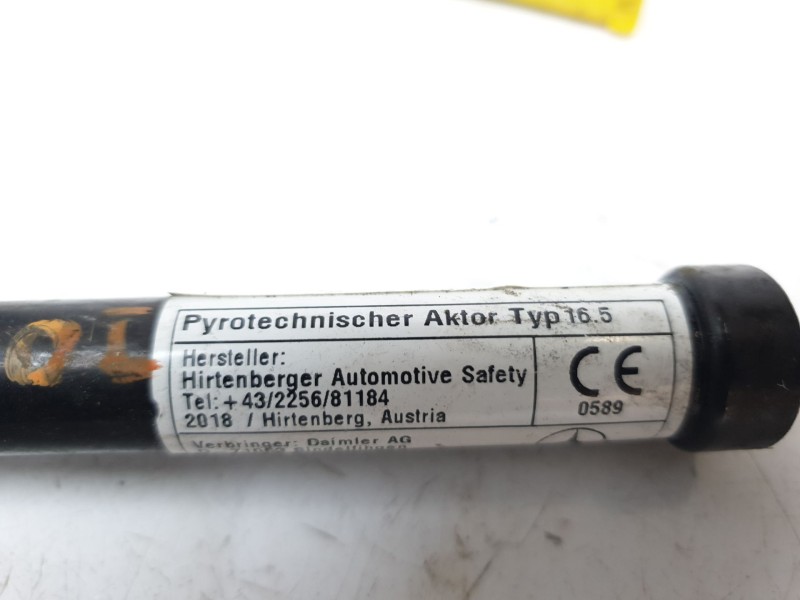 Pyrotechnischer Aktor Typ 16.5
Hersteller:
Hirtenberger Automotive Safety
Tel:+43/2256/81184
2018 / Hirtenberg, Austria
Verbringer: Daimler AG
CE
0589